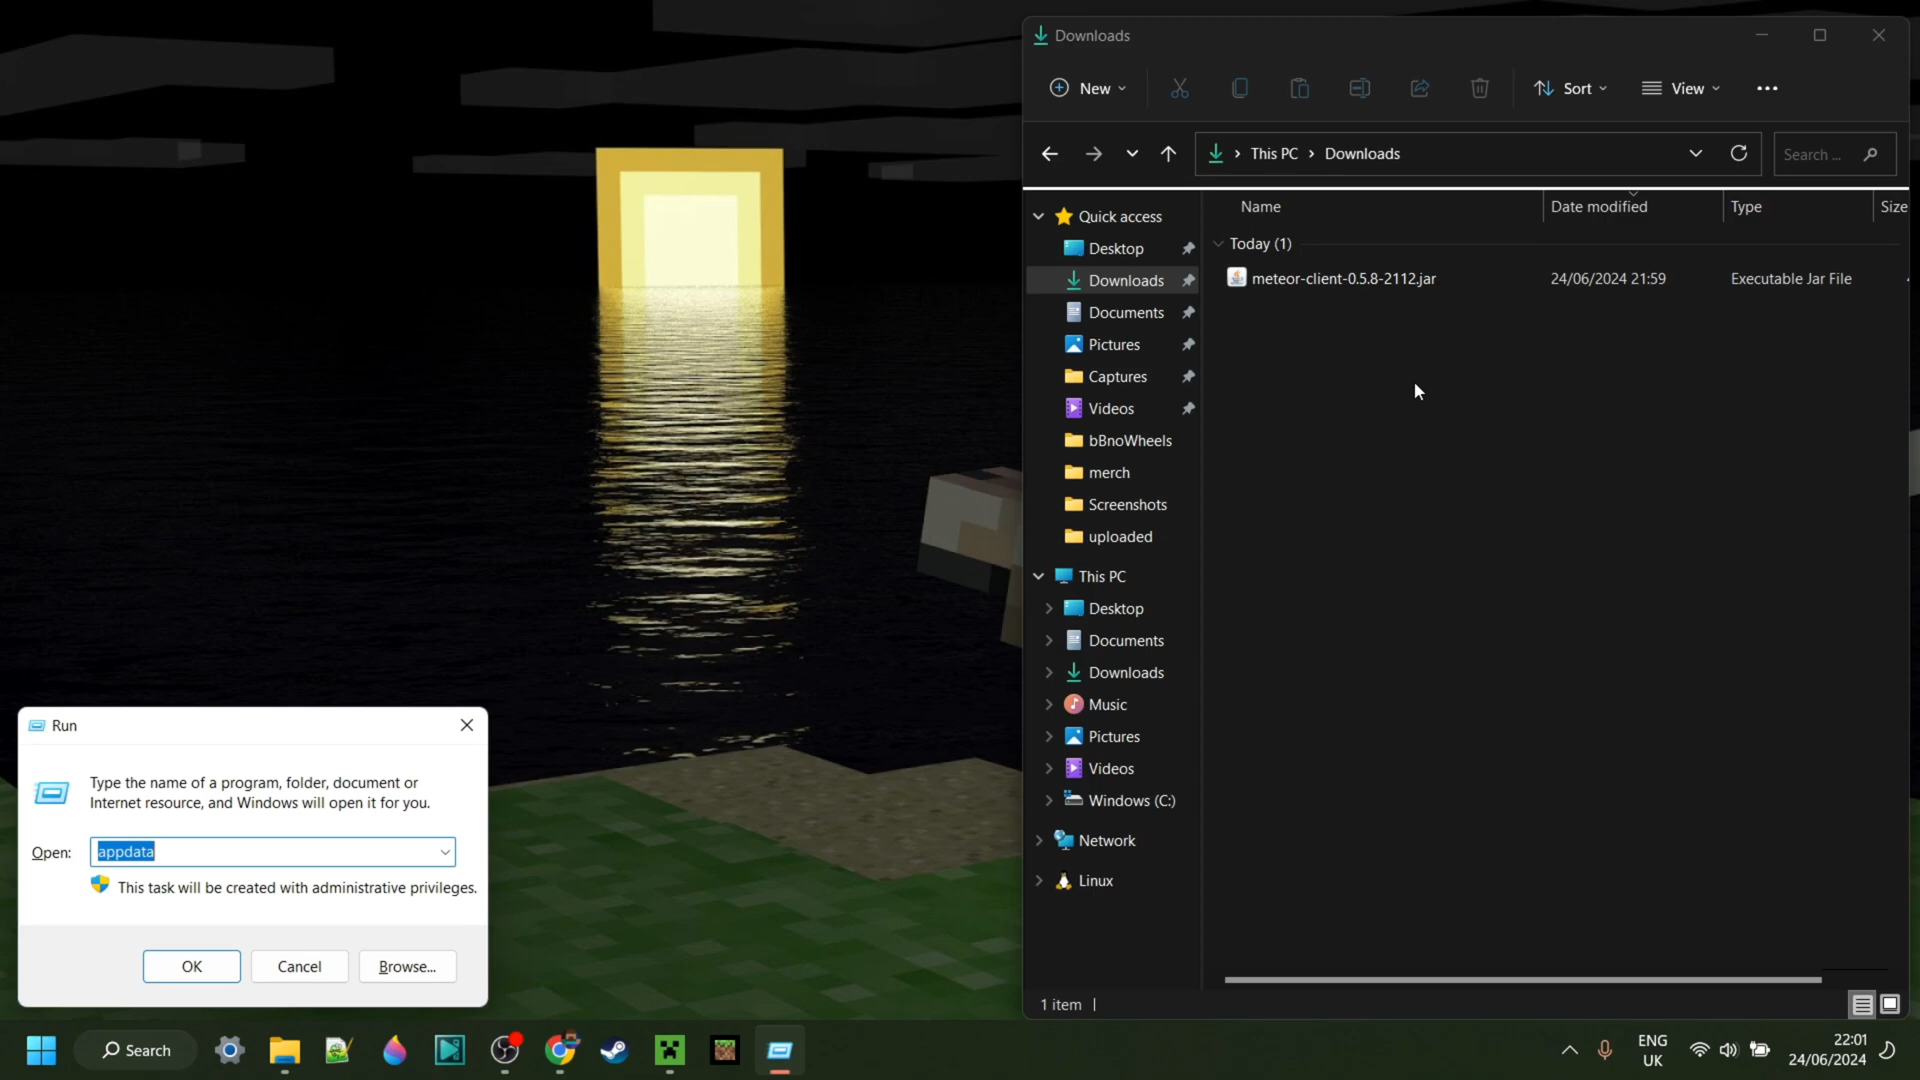 Downloads
New
Sort
View
This PC
Downloads
Search ...
Name
Date modified
Type
Size
Quick access
Desktop
Downloads
Documents
Pictures
Captures
Videos
bBnoWheels
merch
Screenshots
uploaded
This PC
Desktop
Documents
Downloads
Music
Pictures
Videos
Windows (C:)
Network
Linux
Today (1)
meteor-client-0.5.8-2112.jar
24/06/2024 21:59
Executable Jar File
1 item
Run
Type the name of a program, folder, document or
Internet resource, and Windows will open it for you.
Open:
appdata
This task will be created with administrative privileges.
OK
Cancel
Browse...
Search
ENG
UK
22:01
24/06/2024